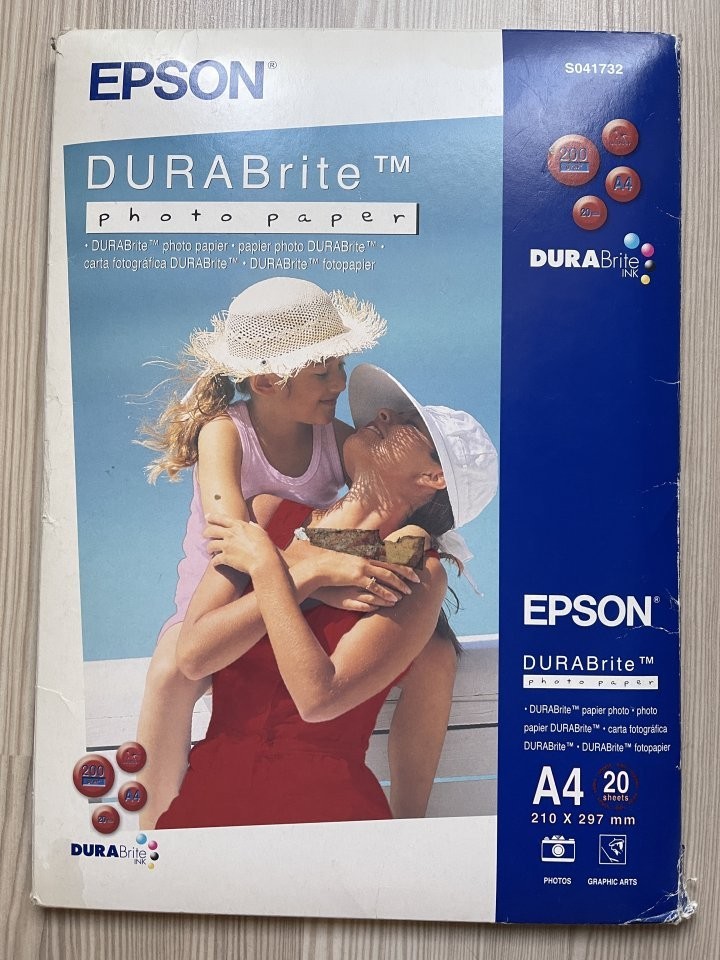 EPSON®
S041732
DURABrite™
photo paper
• DURABrite™ photo papier • papier photo DURABrite™ •
carta fotográfica DURABrite™ • DURABrite™ fotopapier
200
A4
20
DURABrite
INK
EPSON®
DURABrite™
photo paper
• DURABrite™ papier photo • photo
papier DURABrite™ • carta fotográfica
DURABrite™ • DURABrite™ fotopapier
A4
20
sheets
210 X 297 mm
PHOTOS
GRAPHIC ARTS
200
A4
20
DURABrite
INK